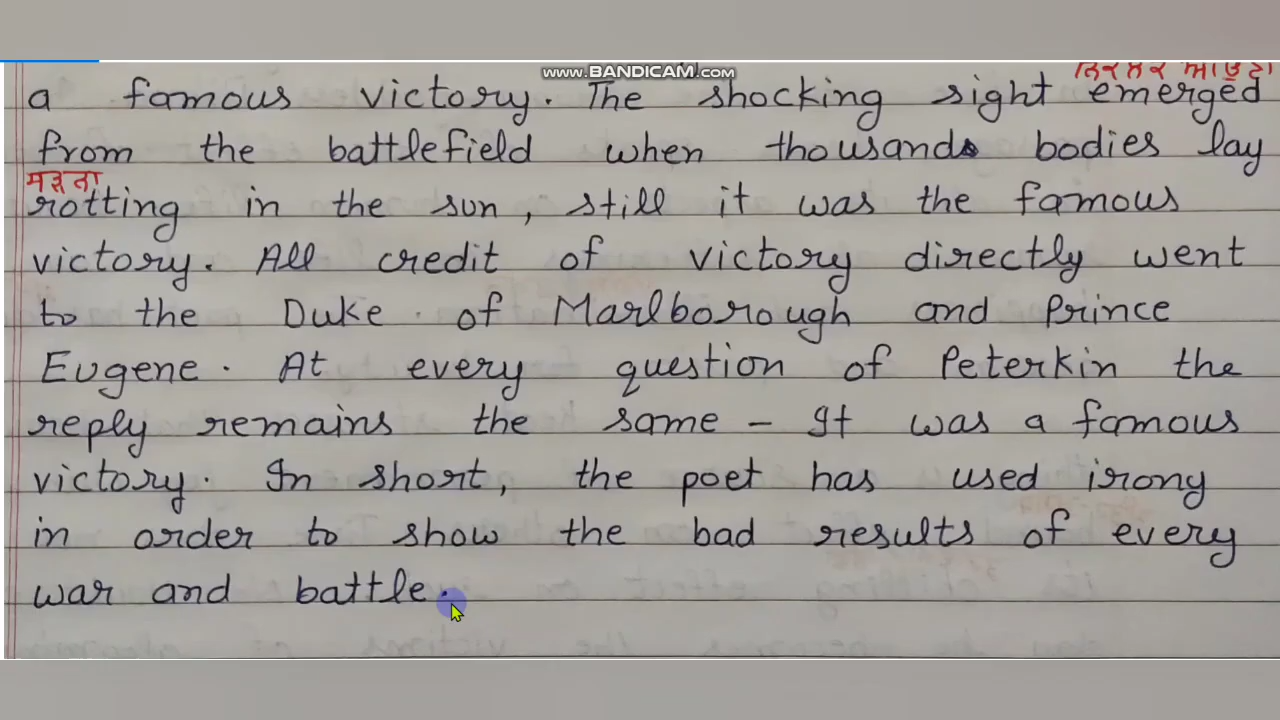 www.BANDICAM.com
a famous victory. The shocking sight emerged
from the battlefield when thousands bodies lay
rotting in the sun, still it was the famous
victory. All credit of victory directly went
to the Duke of Marlborough and Prince
Eugene. At every question of Peterkin the
reply remains the same - It was a famous
victory. In short, the poet has used irony
in order to show the bad results of every
war and battle.